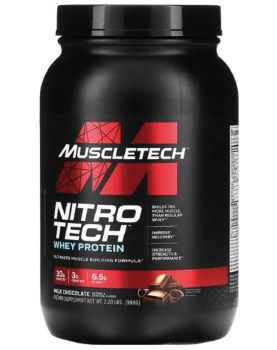 MUSCLETECH
NITRO
TECH
WHEY PROTEIN
ULTIMATE MUSCLE BUILDING FORMULA
BUILDS 70%
MORE MUSCLE
THAN REGULAR
WHEY
IMPROVE
RECOVERY
INCREASE
STRENGTH &
PERFORMANCE
30g 3g 6.6g
MILK CHOCOLATE
NET WT. 2.20 LBS. (998G)